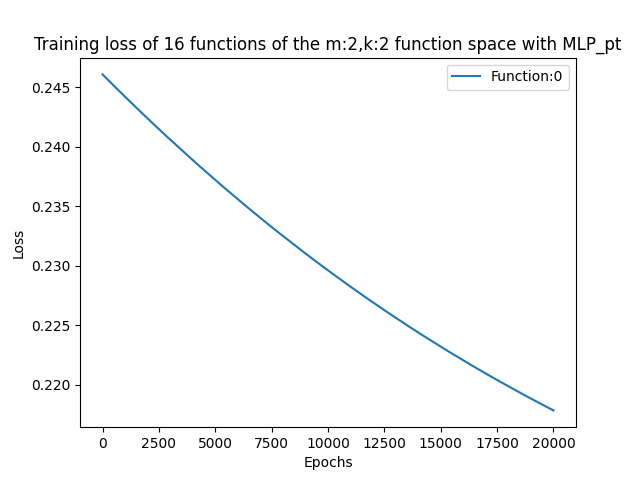 Training loss of 16 functions of the m:2,k:2 function space with MLP_pt
Function:0
0.245
0.240
0.235
0.230
0.225
0.220
Loss
0 2500 5000 7500 10000 12500 15000 17500 20000
Epochs